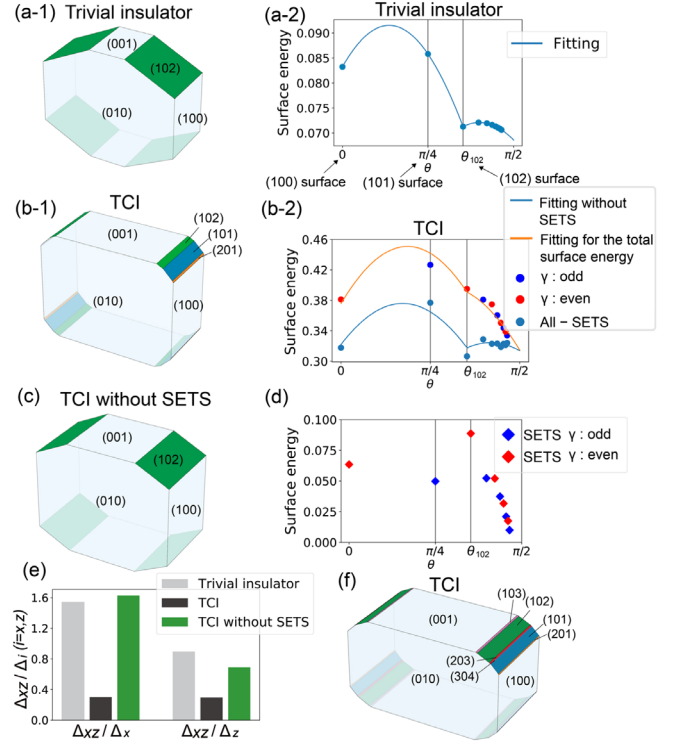 (a-1)
Trivial insulator
(001)
(102)
(010)
(100)
(a-2)
Trivial insulator
Surface energy
0.090
0.085
0.080
0.075
0.070
Fitting
0
π/4
θ
θ102
π/2
(100) surface
(101) surface
(102) surface
(b-1)
TCI
(001)
(102)
(101)
(201)
(010)
(100)
(b-2)
TCI
Surface energy
0.46
0.42
0.38
0.34
0.30
0
π/4
θ
θ102
π/2
Fitting without
SETS
Fitting for the total
surface energy
γ : odd
γ : even
All − SETS
(c)
TCI without SETS
(001)
(102)
(010)
(100)
(d)
Surface energy
0.100
0.075
0.050
0.025
0.000
0
π/4
θ
θ102
π/2
SETS γ : odd
SETS γ : even
(e)
Δxz / Δi (i=x,z)
1.6
1.2
0.8
0.4
0.0
Trivial insulator
TCI
TCI without SETS
Δxz / Δx
Δxz / Δz
(f)
TCI
(103)
(102)
(001)
(101)
(201)
(203)
(304)
(010)
(100)